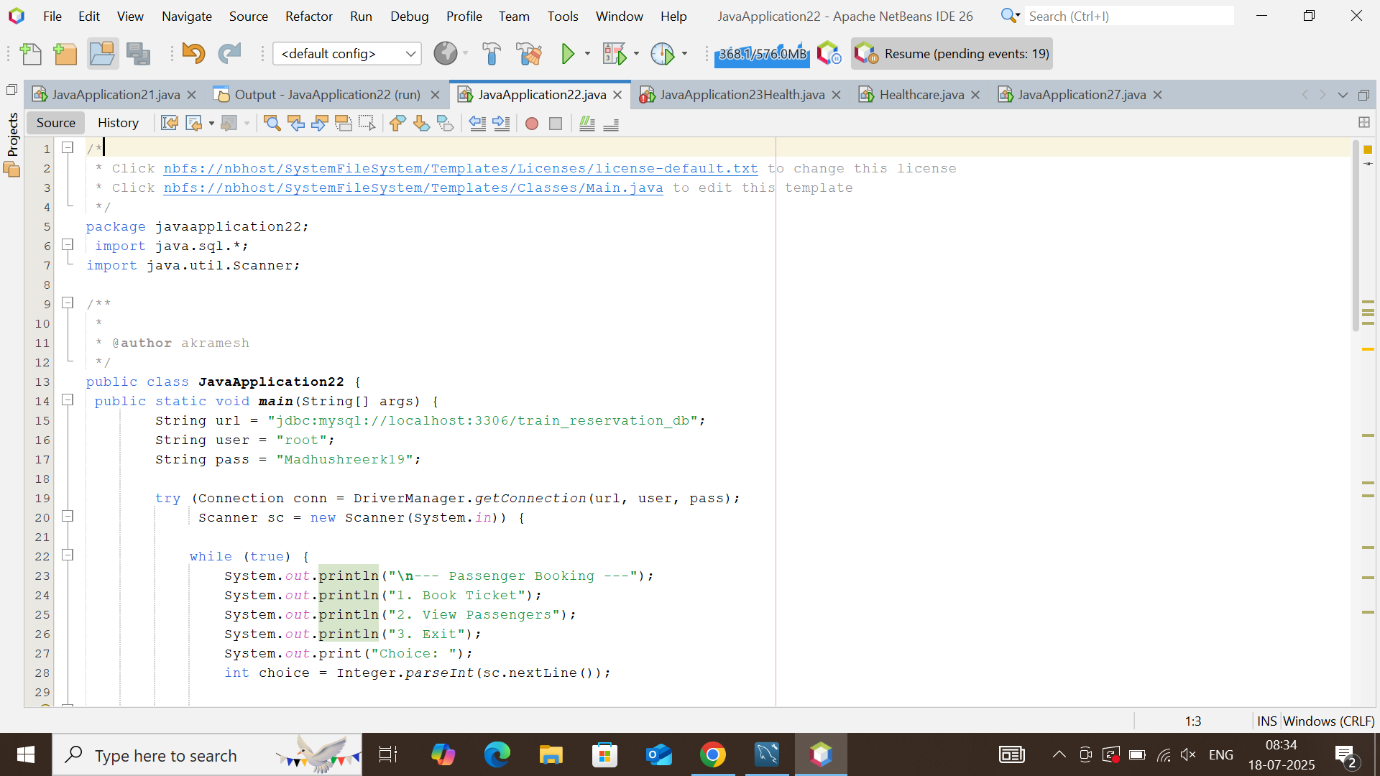 File Edit View Navigate Source Refactor Run Debug Profile Team Tools Window Help JavaApplication22 - Apache NetBeans IDE 26 Search (Ctrl+I)
<default config> 368.1/576.0MB Resume (pending events: 19)
JavaApplication21.java Output - JavaApplication22 (run) JavaApplication22.java JavaApplication23Health.java Healthcare.java JavaApplication27.java
Projects
Source History
1 /*
2 * Click nbfs://nbhost/SystemFileSystem/Templates/Licenses/license-default.txt to change this license
3 * Click nbfs://nbhost/SystemFileSystem/Templates/Classes/Main.java to edit this template
4 */
5 package javaapplication22;
6 import java.sql.*;
7 import java.util.Scanner;
8
9 /**
10 *
11 * @author akramesh
12 */
13 public class JavaApplication22 {
14 public static void main(String[] args) {
15 String url = "jdbc:mysql://localhost:3306/train_reservation_db";
16 String user = "root";
17 String pass = "Madhushreerk19";
18
19 try (Connection conn = DriverManager.getConnection(url, user, pass);
20 Scanner sc = new Scanner(System.in)) {
21
22 while (true) {
23 System.out.println("\n--- Passenger Booking ---");
24 System.out.println("1. Book Ticket");
25 System.out.println("2. View Passengers");
26 System.out.println("3. Exit");
27 System.out.print("Choice: ");
28 int choice = Integer.parseInt(sc.nextLine());
29
1:3 INS Windows (CRLF)
Type here to search ENG 08:34
18-07-2025 2